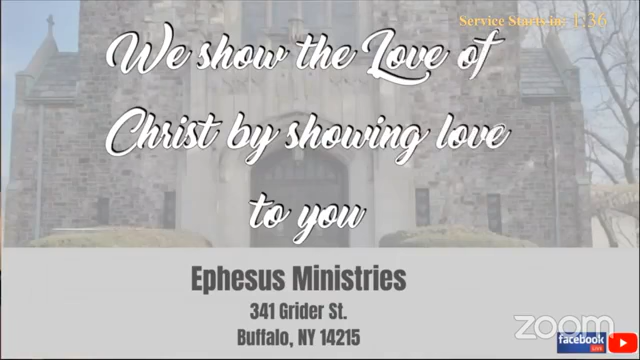 Service Starts in: 1:36
We show the Love of
Christ by showing love
to you
Ephesus Ministries
341 Grider St.
Buffalo, NY 14215
zoom
facebook
LIVE